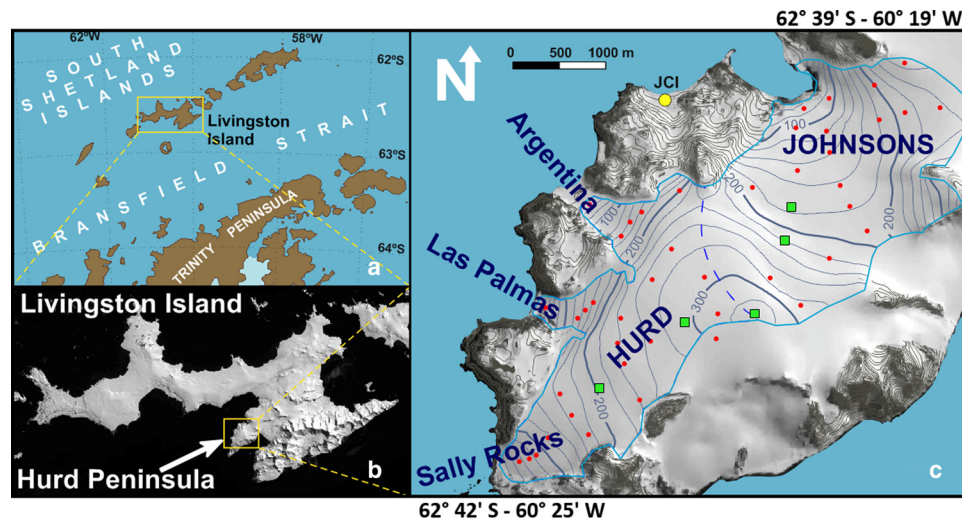 62° 39' S - 60° 19' W
62°W
58°W
SOUTH
SHETLAND
ISLANDS
62°S
Livingston
Island
BRANSFIELD STRAIT
63°S
TRINITY PENINSULA
64°S
a
Livingston Island
Hurd Peninsula
b
N
0 500 1000 m
JCI
100
JOHNSONS
Argentina
200
100
200
200
Las Palmas
300
HURD
200
Sally Rocks
c
62° 42' S - 60° 25' W